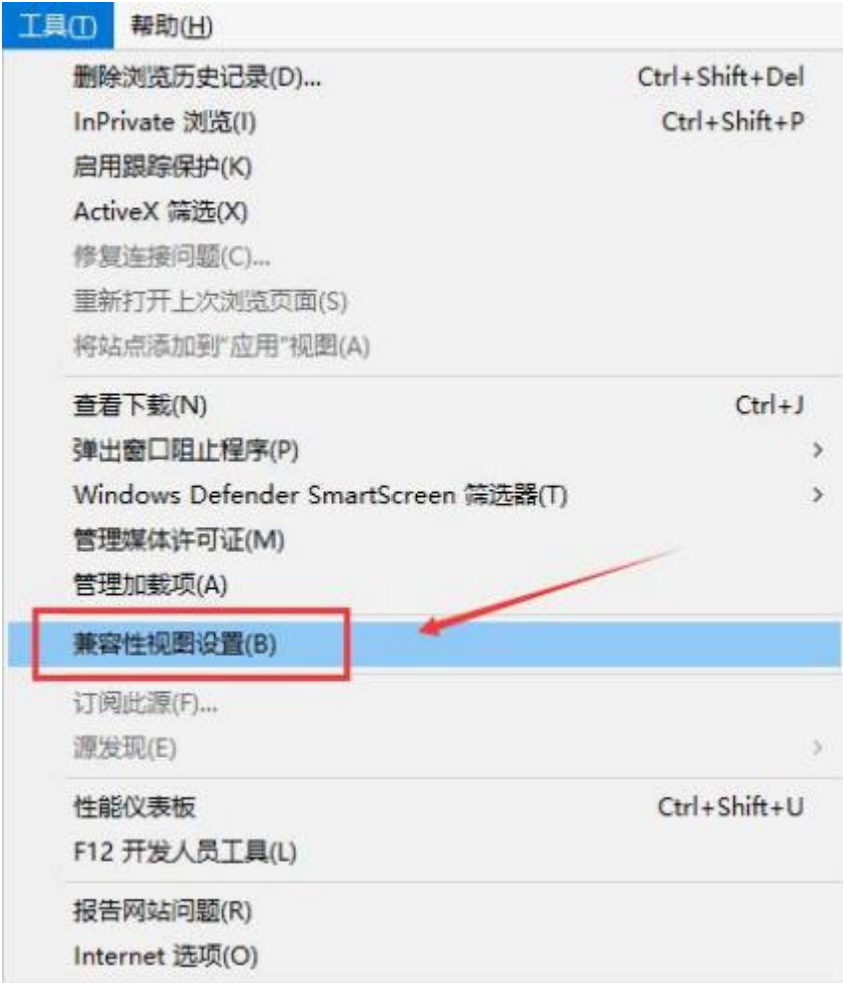 工具(T) 帮助(H)
删除浏览历史记录(D)... Ctrl+Shift+Del
InPrivate 浏览(I) Ctrl+Shift+P
启用跟踪保护(K)
ActiveX 筛选(X)
修复连接问题(C)...
重新打开上次浏览页面(S)
将站点添加到"应用"视图(A)
查看下载(N) Ctrl+J
弹出窗口阻止程序(P)
Windows Defender SmartScreen 筛选器(T)
管理媒体许可证(M)
管理加载项(A)
兼容性视图设置(B)
订阅此源(F)...
源发现(E)
性能仪表板 Ctrl+Shift+U
F12 开发人员工具(L)
报告网站问题(R)
Internet 选项(O)